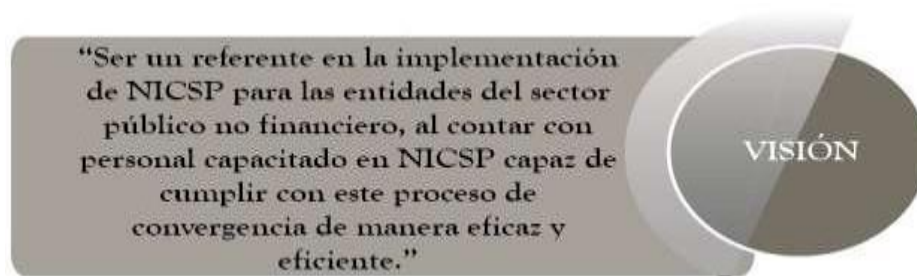 “Ser un referente en la implementación
de NICSP para las entidades del sector
público no financiero, al contar con
personal capacitado en NICSP capaz de
cumplir con este proceso de
convergencia de manera eficaz y
eficiente.”
VISIÓN